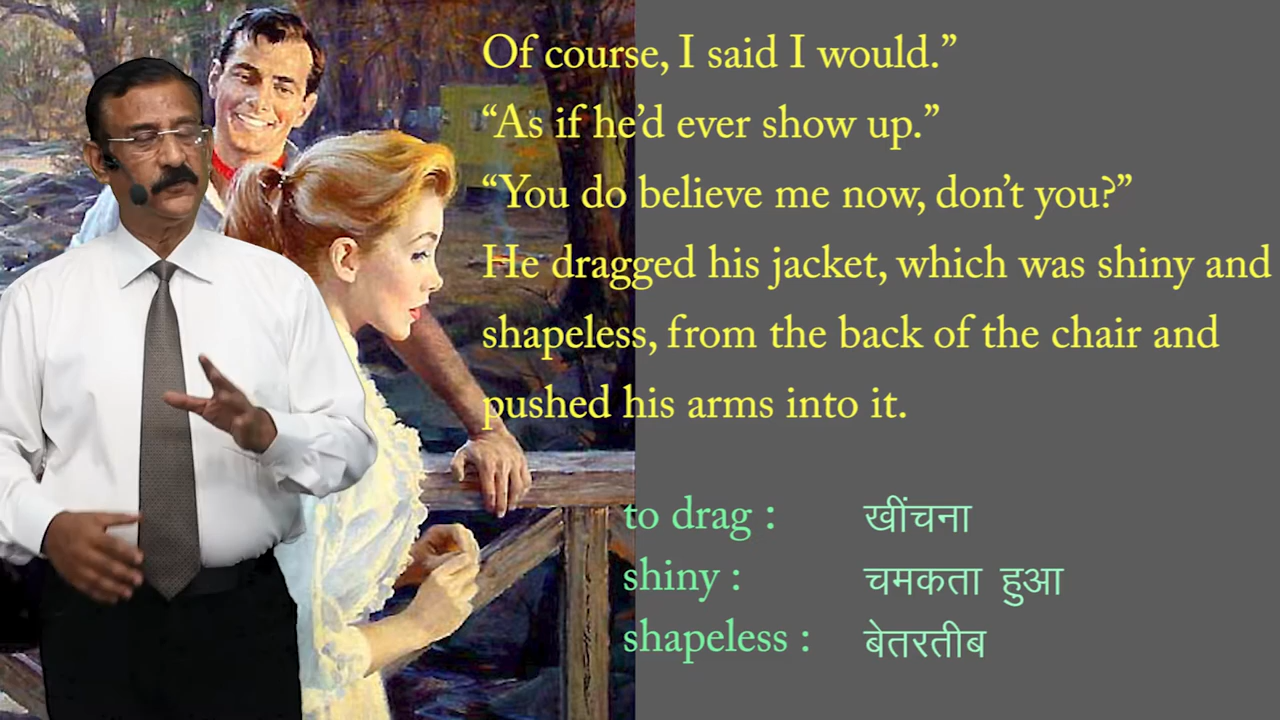 Of course, I said I would.”
“As if he’d ever show up.”
“You do believe me now, don’t you?”
He dragged his jacket, which was shiny and
shapeless, from the back of the chair and
pushed his arms into it.
to drag : खींचना
shiny : चमकता हुआ
shapeless : बेतरतीब